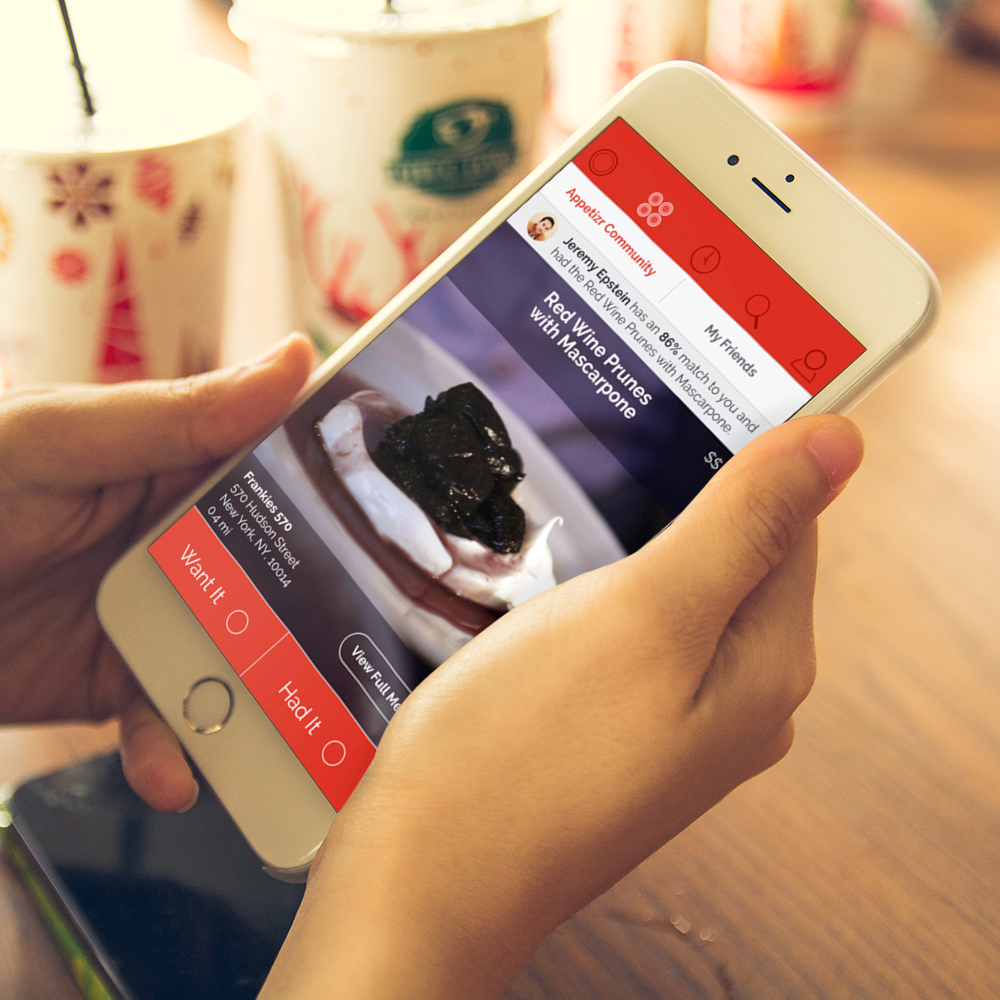 Appetizr Community
My Friends
Jeremy Epstein has an 86% match to you and
had the Red Wine Prunes with Mascarpone.
Red Wine Prunes
with Mascarpone
$$
Frankies 570
570 Hudson Street
New York, NY, 10014
0.4 mi
View Full
Want It
Had It